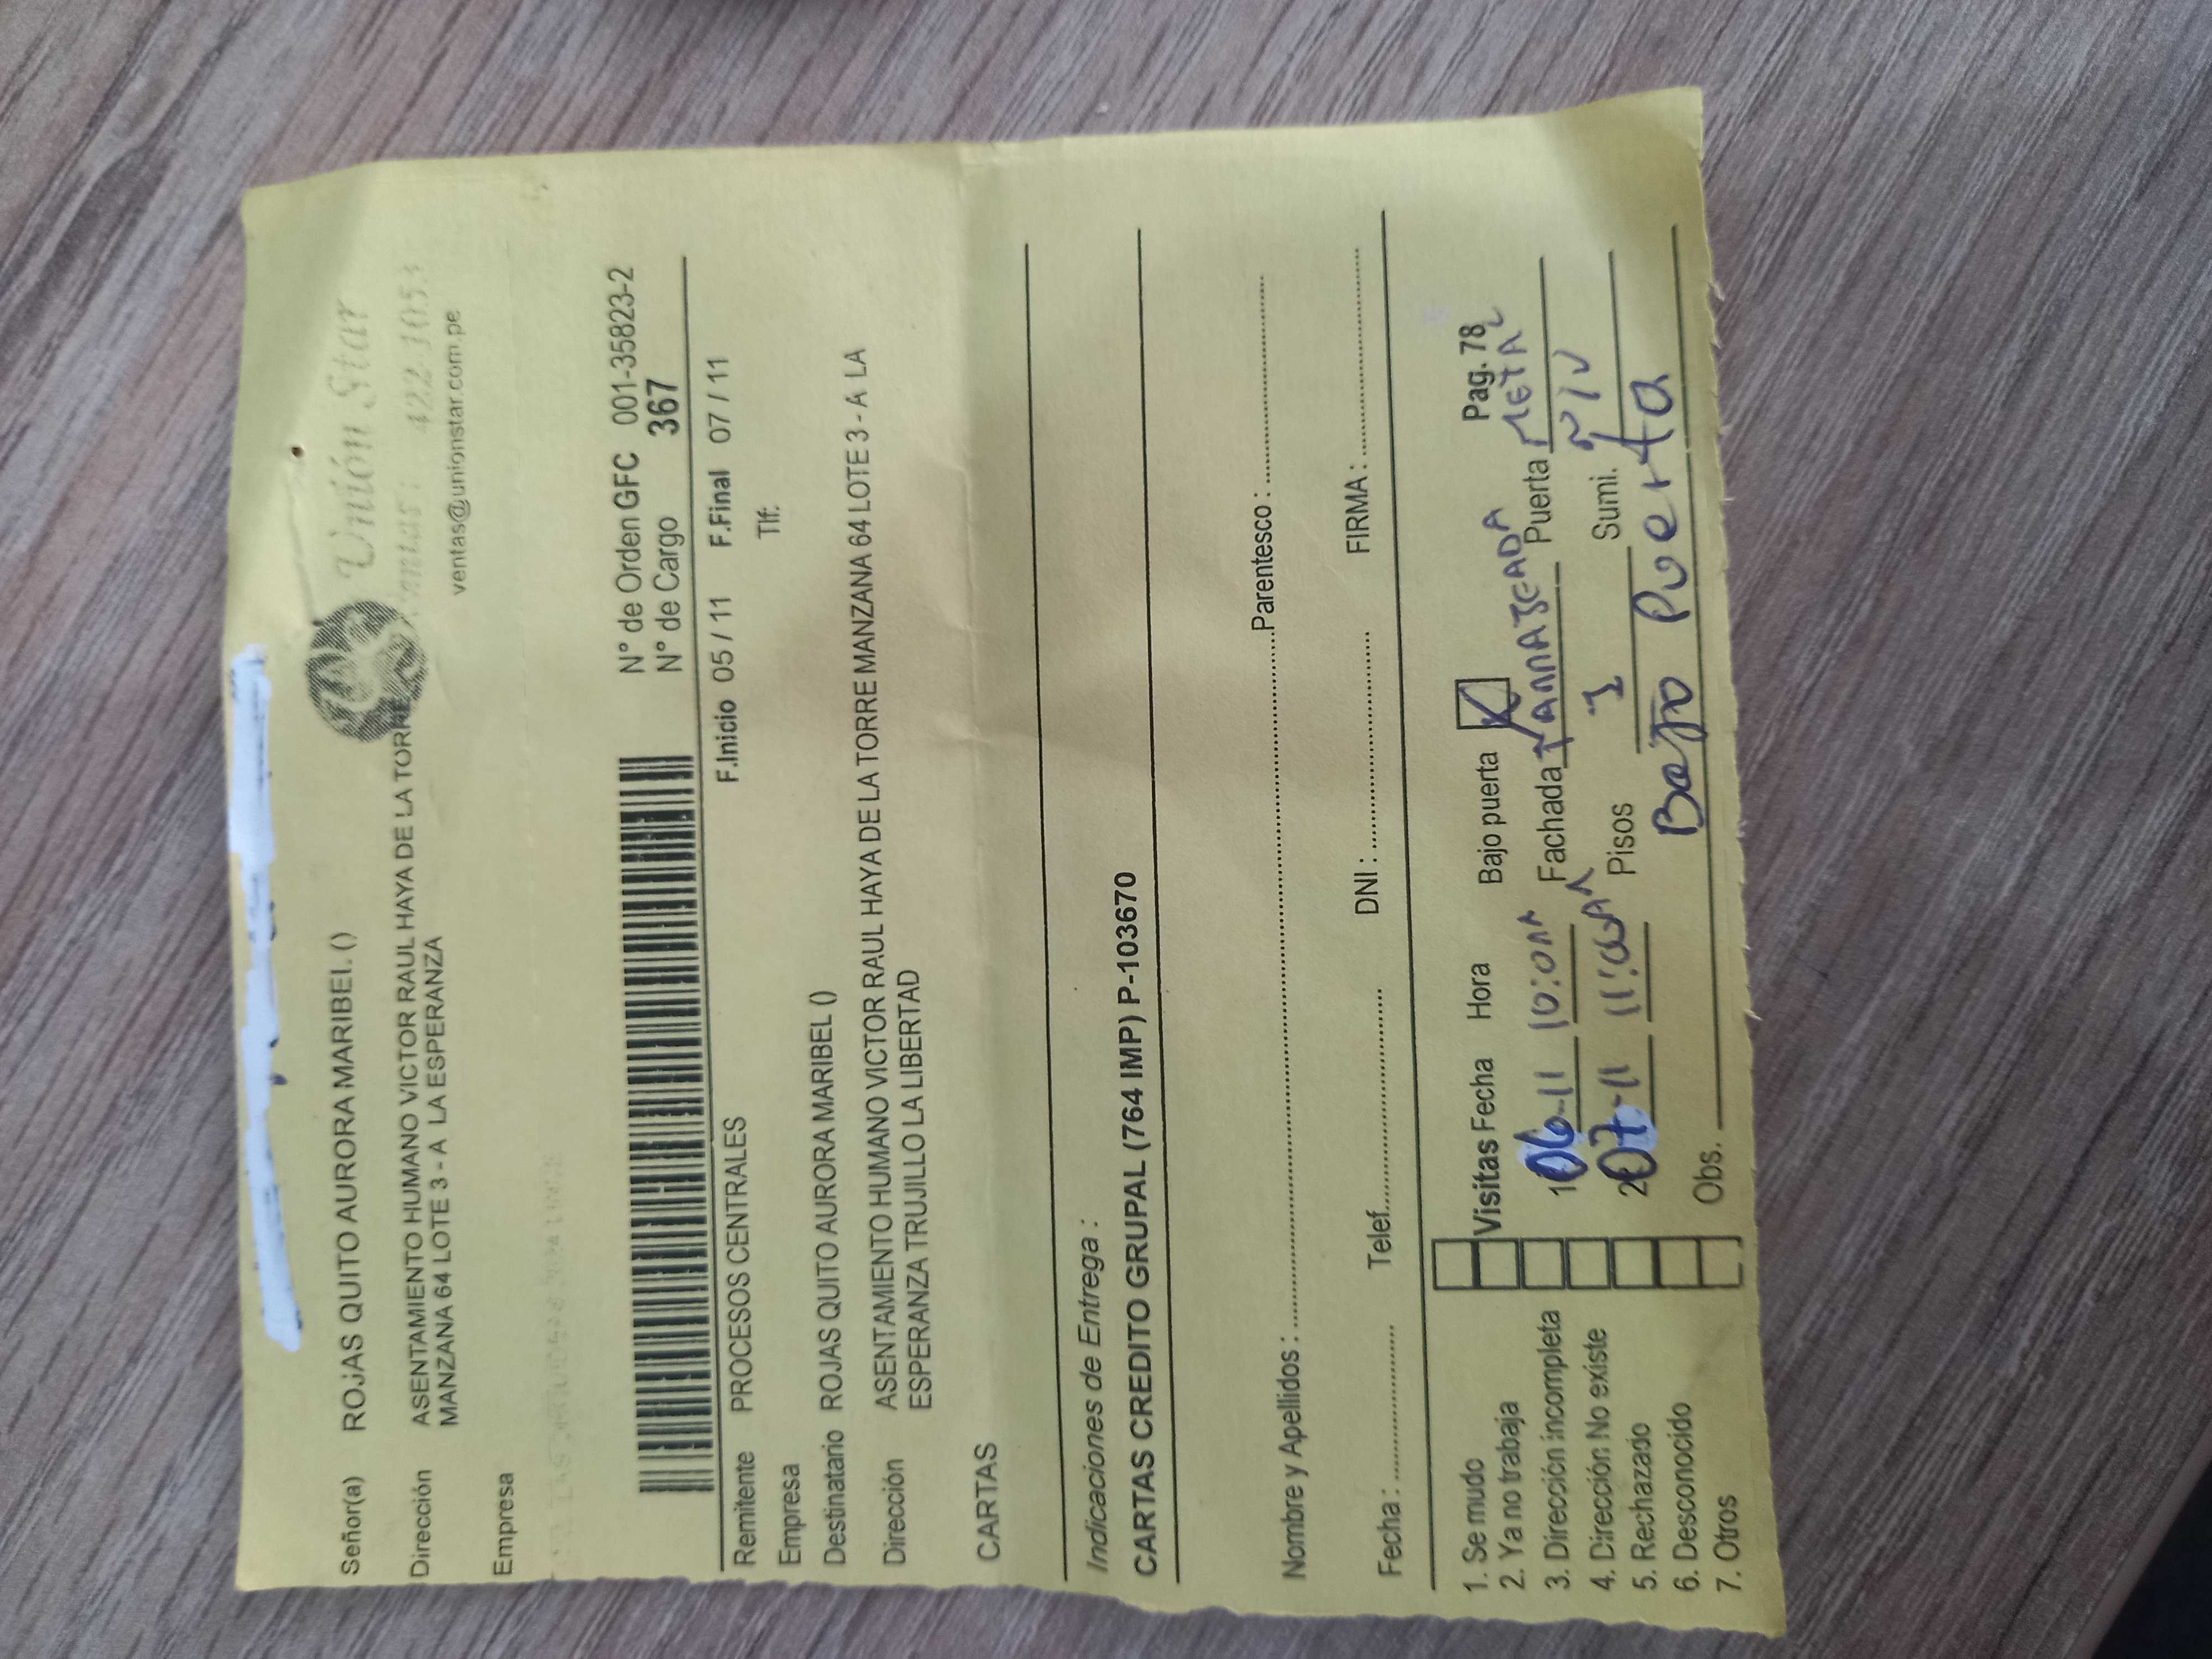 Unión Star
Señor(a) ROJAS QUITO AURORA MARIBEL ()
422-1053
Dirección ASENTAMIENTO HUMANO VICTOR RAUL HAYA DE LA TORRE
MANZANA 64 LOTE 3 - A LA ESPERANZA
ventas@unionstar.com.pe
Empresa
N° de Orden GFC 001-35823-2
N° de Cargo 367
F.Inicio 05 / 11 F.Final 07 / 11
Remitente PROCESOS CENTRALES
Tlf:
Empresa
Destinatario ROJAS QUITO AURORA MARIBEL ()
Dirección ASENTAMIENTO HUMANO VICTOR RAUL HAYA DE LA TORRE MANZANA 64 LOTE 3 - A LA
ESPERANZA TRUJILLO LA LIBERTAD
CARTAS
Indicaciones de Entrega :
CARTAS CREDITO GRUPAL (764 IMP) P-103670
Nombre y Apellidos : Parentesco :
Fecha : Telef. DNI : FIRMA :
Pag. 78
1. Se mudo Visitas Fecha Hora Bajo puerta
2. Ya no trabaja 1 06-11 10:01 Fachada Puerta METAL
3. Dirección incompleta
4. Dirección No existe 2 07-11 Pisos 1 Sumi. S/N
5. Rechazado
6. Desconocido Obs. Bajo Puerta
7. Otros